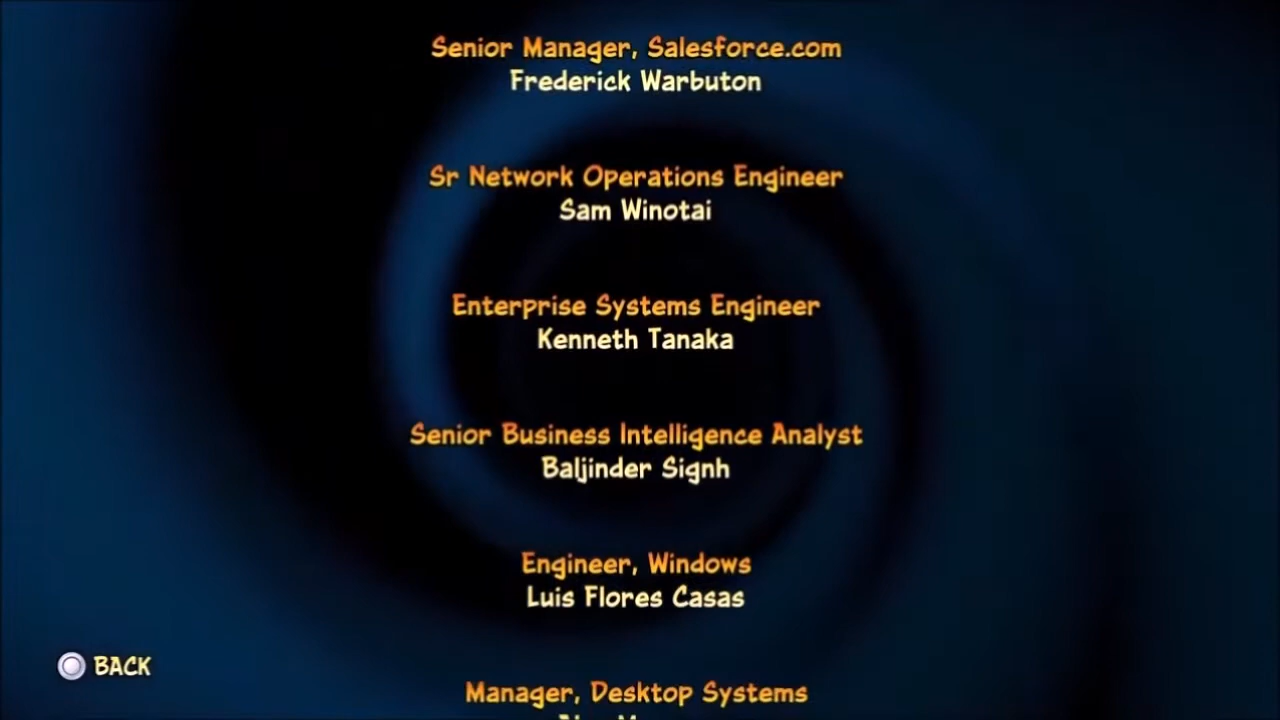 Senior Manager, Salesforce.com
Frederick Warbuton
Sr Network Operations Engineer
Sam Winotai
Enterprise Systems Engineer
Kenneth Tanaka
Senior Business Intelligence Analyst
Baljinder Signh
Engineer, Windows
Luis Flores Casas
BACK
Manager, Desktop Systems